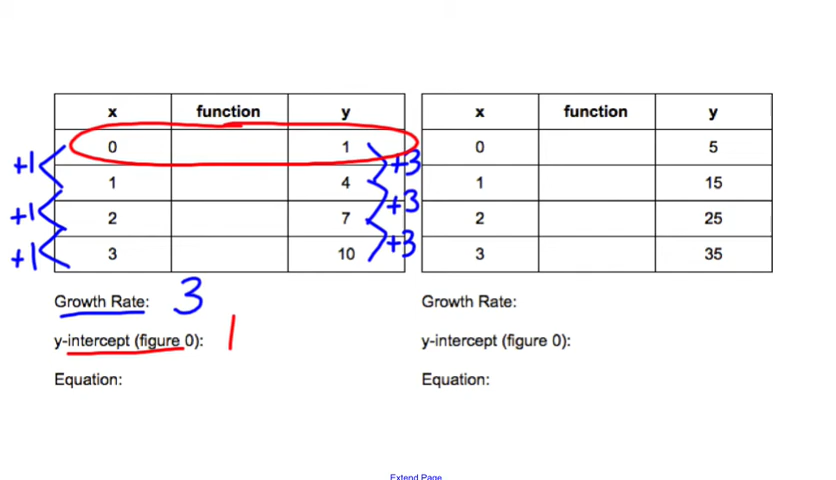 x function y
0 1
1 4
2 7
3 10
+1
+1
+1
+3
+3
+3
Growth Rate: 3
y-intercept (figure 0): 1
Equation:
x function y
0 5
1 15
2 25
3 35
Growth Rate:
y-intercept (figure 0):
Equation:
Extend Page